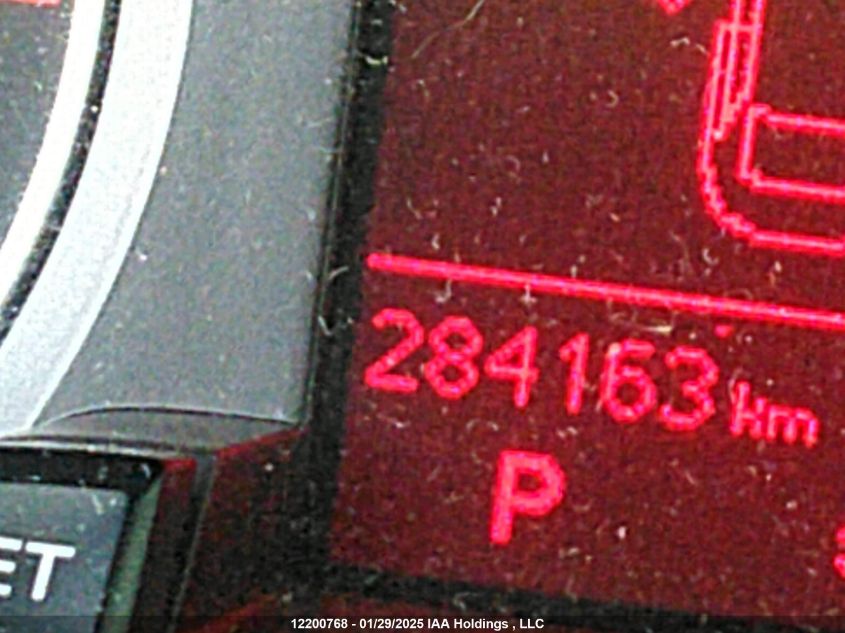 284163 km
P
ET
12200768 - 01/29/2025 IAA Holdings , LLC